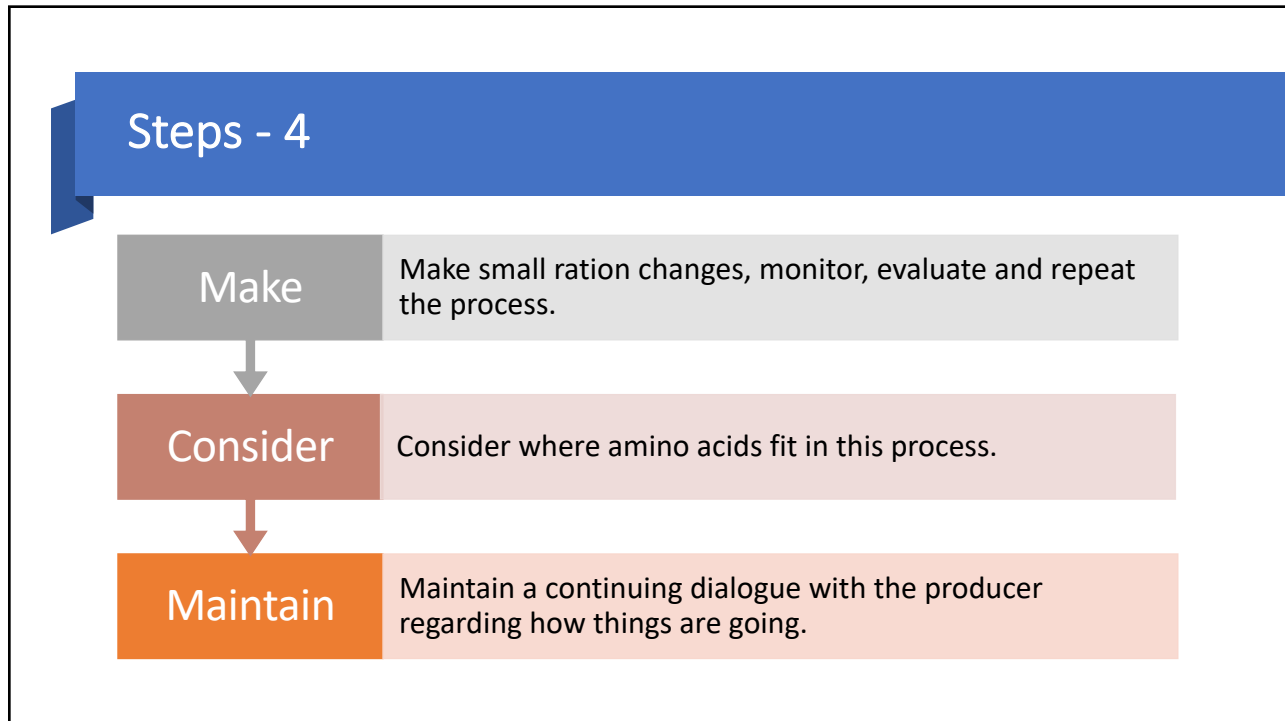 Steps - 4
Make
Make small ration changes, monitor, evaluate and repeat
the process.
Consider
Consider where amino acids fit in this process.
Maintain
Maintain a continuing dialogue with the producer
regarding how things are going.